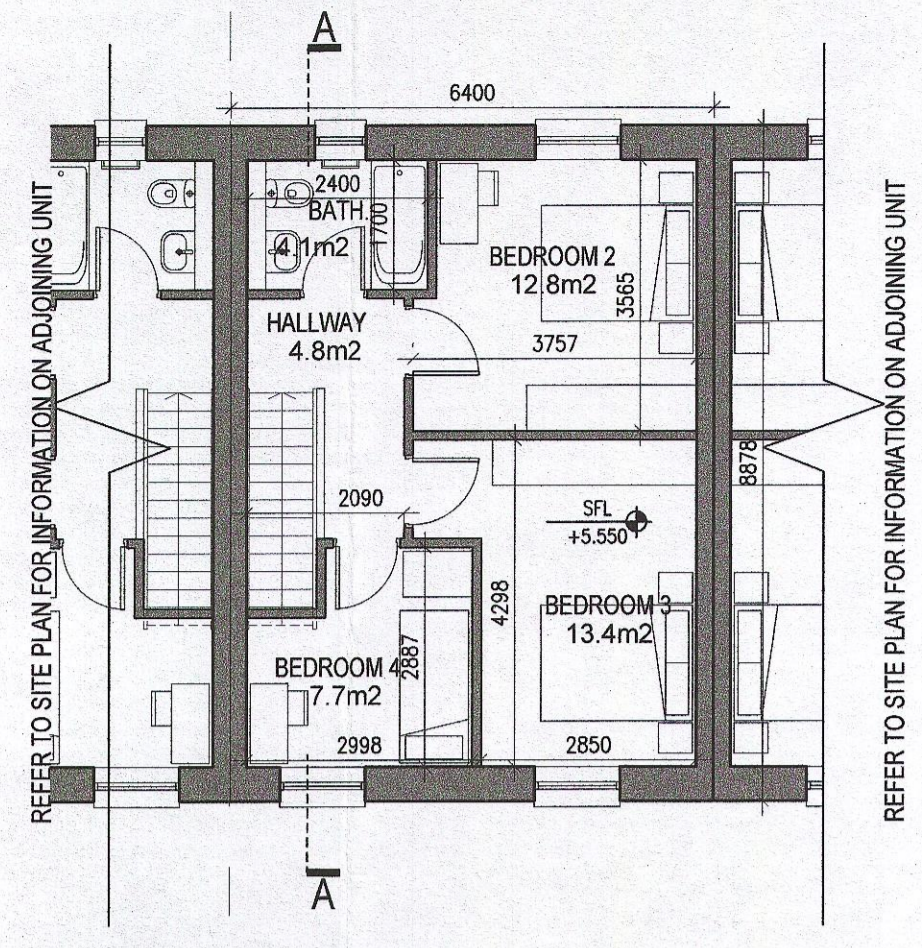 A
6400
REFER TO SITE PLAN FOR INFORMATION ON ADJOINING UNIT
2400
BATH.
4.1m2
1700
BEDROOM 2
12.8m2
3565
HALLWAY
4.8m2
3757
8878
2090
SFL
+5.550
4298
BEDROOM 3
13.4m2
BEDROOM 4
7.7m2
2887
2998
2850
A
REFER TO SITE PLAN FOR INFORMATION ON ADJOINING UNIT